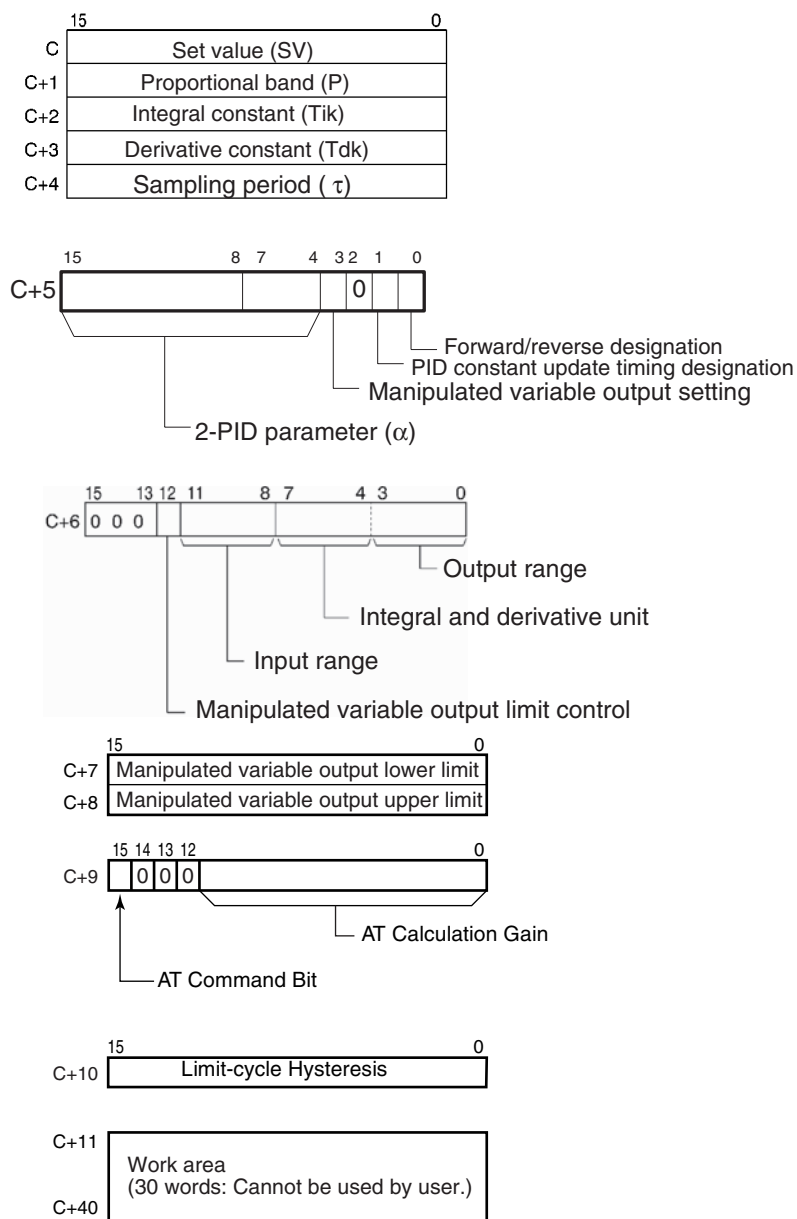 15 0
C Set value (SV)
C+1 Proportional band (P)
C+2 Integral constant (Tik)
C+3 Derivative constant (Tdk)
C+4 Sampling period ( τ)
15 8 7 4 3 2 1 0
C+5 0
Forward/reverse designation
PID constant update timing designation
Manipulated variable output setting
2-PID parameter (α)
15 13 12 11 8 7 4 3 0
C+6 0 0 0
Output range
Integral and derivative unit
Input range
Manipulated variable output limit control
15 0
C+7 Manipulated variable output lower limit
C+8 Manipulated variable output upper limit
15 14 13 12 0
C+9 0 0 0
AT Calculation Gain
AT Command Bit
15 0
C+10 Limit-cycle Hysteresis
C+11
Work area
(30 words: Cannot be used by user.)
C+40